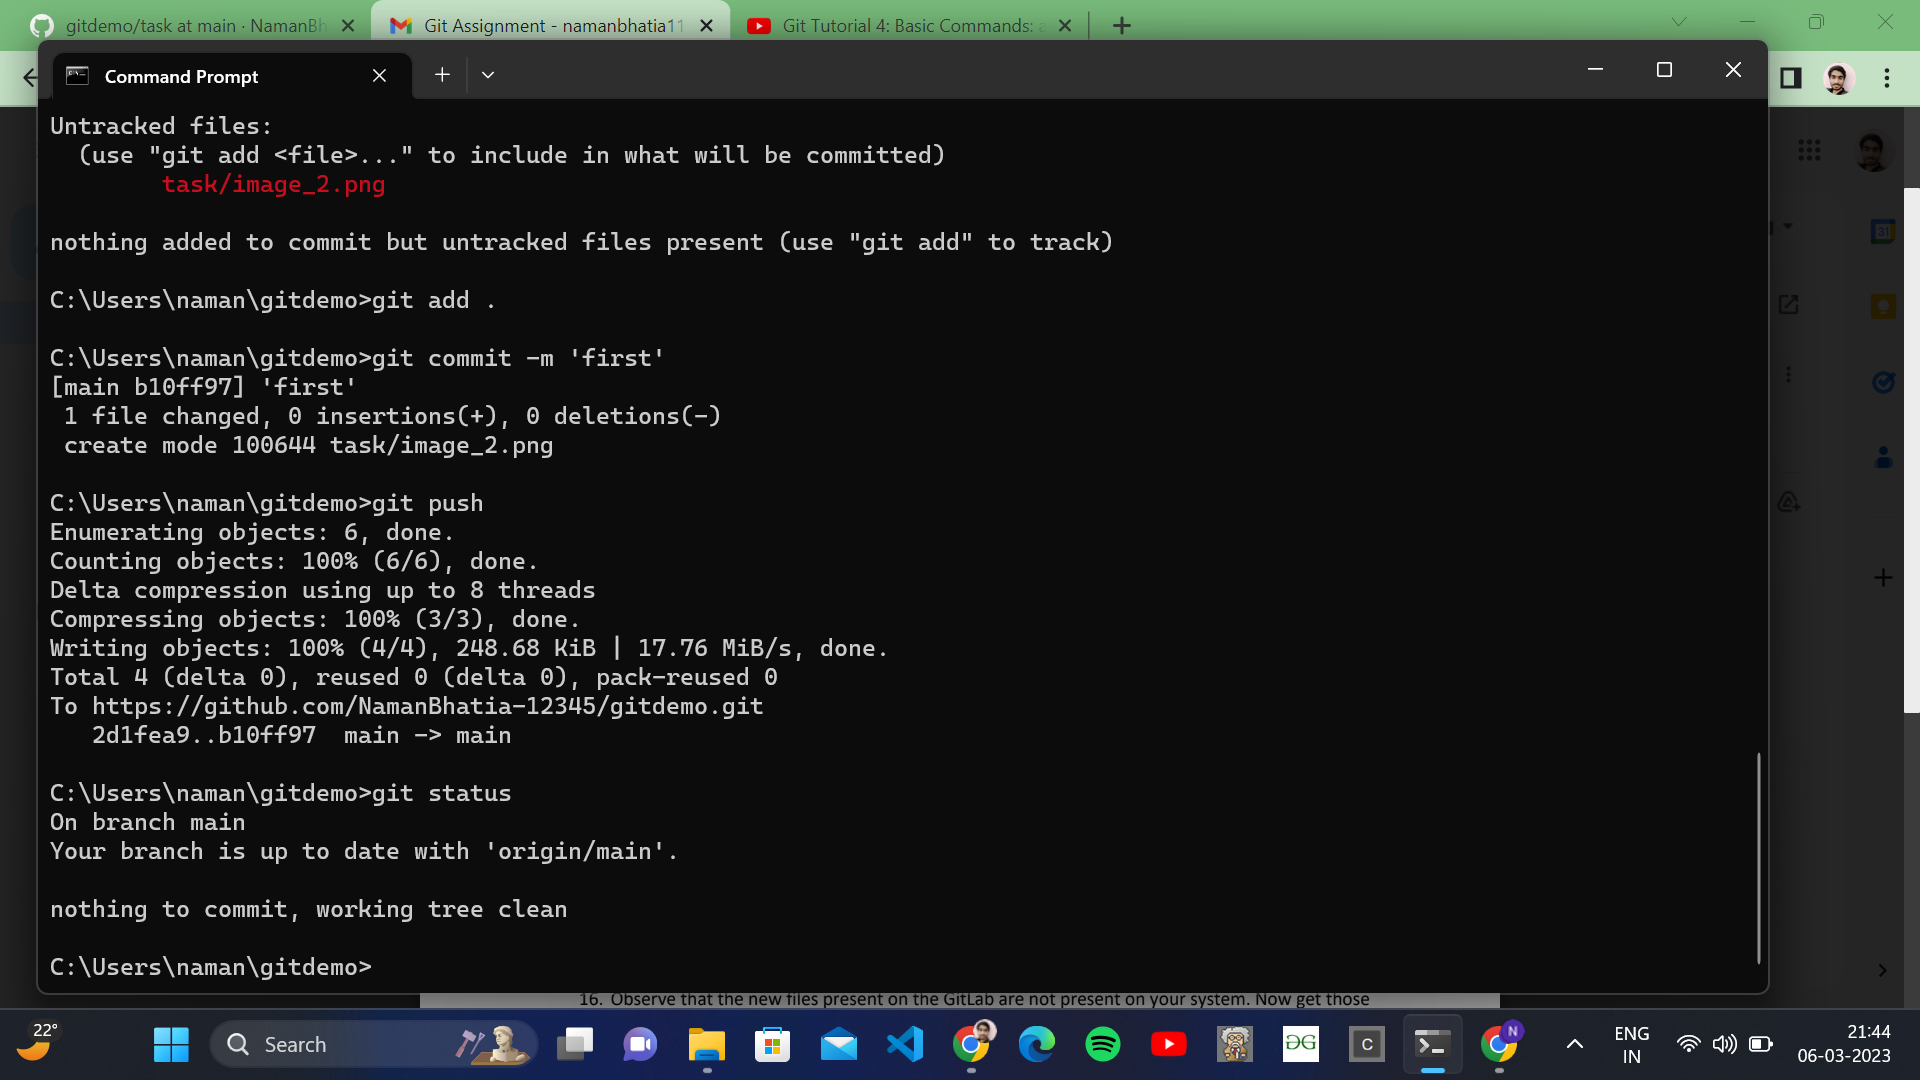 gitdemo/task at main · NamanBh
Git Assignment - namanbhatia11
Git Tutorial 4: Basic Commands: a
Command Prompt
Untracked files:
(use "git add <file>..." to include in what will be committed)
task/image_2.png
nothing added to commit but untracked files present (use "git add" to track)
C:\Users\naman\gitdemo>git add .
C:\Users\naman\gitdemo>git commit -m 'first'
[main b10ff97] 'first'
1 file changed, 0 insertions(+), 0 deletions(-)
create mode 100644 task/image_2.png
C:\Users\naman\gitdemo>git push
Enumerating objects: 6, done.
Counting objects: 100% (6/6), done.
Delta compression using up to 8 threads
Compressing objects: 100% (3/3), done.
Writing objects: 100% (4/4), 248.68 KiB | 17.76 MiB/s, done.
Total 4 (delta 0), reused 0 (delta 0), pack-reused 0
To https://github.com/NamanBhatia-12345/gitdemo.git
2d1fea9..b10ff97  main -> main
C:\Users\naman\gitdemo>git status
On branch main
Your branch is up to date with 'origin/main'.
nothing to commit, working tree clean
C:\Users\naman\gitdemo>
16. Observe that the new files present on the GitLab are not present on your system. Now get those
31
22°
Search
C
N
ENG
IN
21:44
06-03-2023